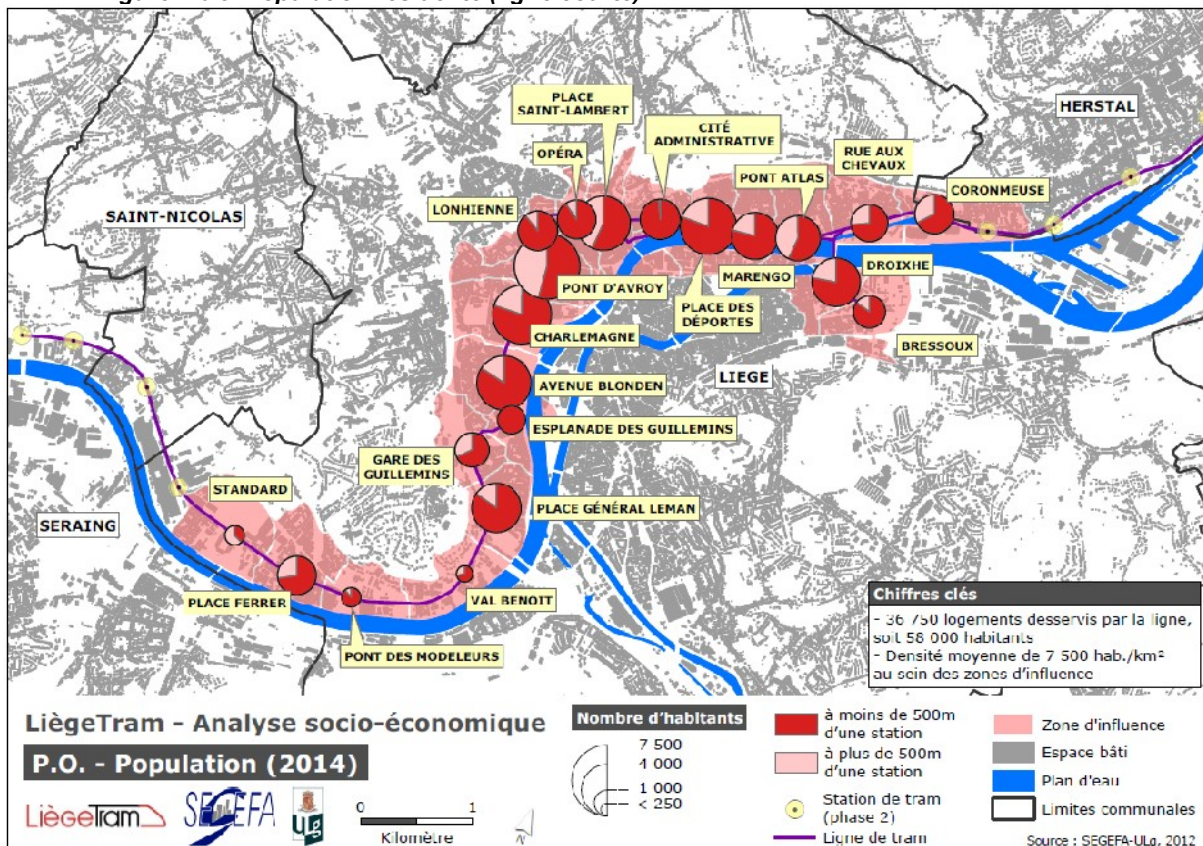 PLACE
SAINT-LAMBERT
HERSTAL
CITÉ
ADMINISTRATIVE
RUE AUX
CHEVAUX
OPÉRA
PONT ATLAS
CORONMEUSE
SAINT-NICOLAS
LONHIENNE
DROIXHE
MARENGO
PONT D'AVROY
PLACE DES
DÉPORTES
CHARLEMAGNE
BRESSOUX
LIEGE
AVENUE BLONDEN
ESPLANADE DES GUILLEMINS
GARE DES
GUILLEMINS
STANDARD
PLACE GÉNÉRAL LEMAN
SERAING
PLACE FERRER
VAL BENOIT
PONT DES MODELEURS
Chiffres clés
- 36 750 logements desservis par la ligne,
soit 58 000 habitants
- Densité moyenne de 7 500 hab./km²
au sein des zones d'influence
LiègeTram - Analyse socio-économique
P.O. - Population (2014)
LiègeTram
SEGEFA
ULg
0 1
Kilomètre
N
Nombre d'habitants
7 500
4 000
1 000
< 250
à moins de 500m
d'une station
à plus de 500m
d'une station
Station de tram
(phase 2)
Ligne de tram
Zone d'influence
Espace bâti
Plan d'eau
Limites communales
Source : SEGEFA-ULg, 2012